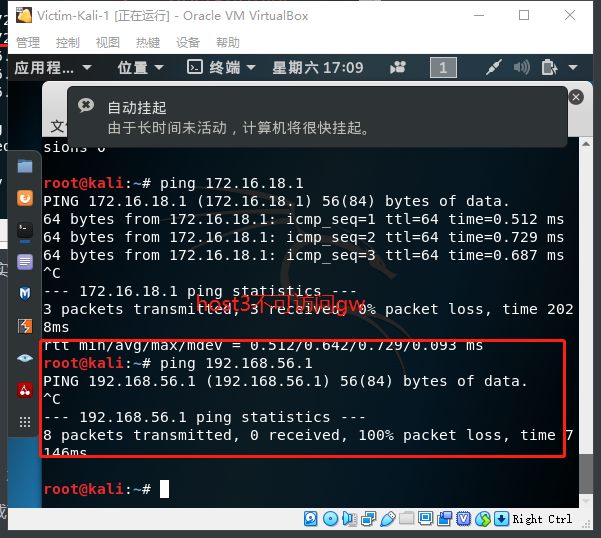 Victim-Kali-1 [正在运行] - Oracle VM VirtualBox
管理 控制 视图 热键 设备 帮助
应用程... 位置 终端 星期六 17:09 1
自动挂起
由于长时间未活动，计算机将很快挂起。
文
sions 0
root@kali:~# ping 172.16.18.1
PING 172.16.18.1 (172.16.18.1) 56(84) bytes of data.
64 bytes from 172.16.18.1: icmp_seq=1 ttl=64 time=0.512 ms
64 bytes from 172.16.18.1: icmp_seq=2 ttl=64 time=0.729 ms
64 bytes from 172.16.18.1: icmp_seq=3 ttl=64 time=0.687 ms
^C
--- 172.16.18.1 ping statistics ---
host3不可访问gw
3 packets transmitted, 3 received, 0% packet loss, time 202
8ms
rtt min/avg/max/mdev = 0.512/0.642/0.729/0.093 ms
root@kali:~# ping 192.168.56.1
PING 192.168.56.1 (192.168.56.1) 56(84) bytes of data.
^C
--- 192.168.56.1 ping statistics ---
8 packets transmitted, 0 received, 100% packet loss, time 7
146ms
root@kali:~#
Right Ctrl